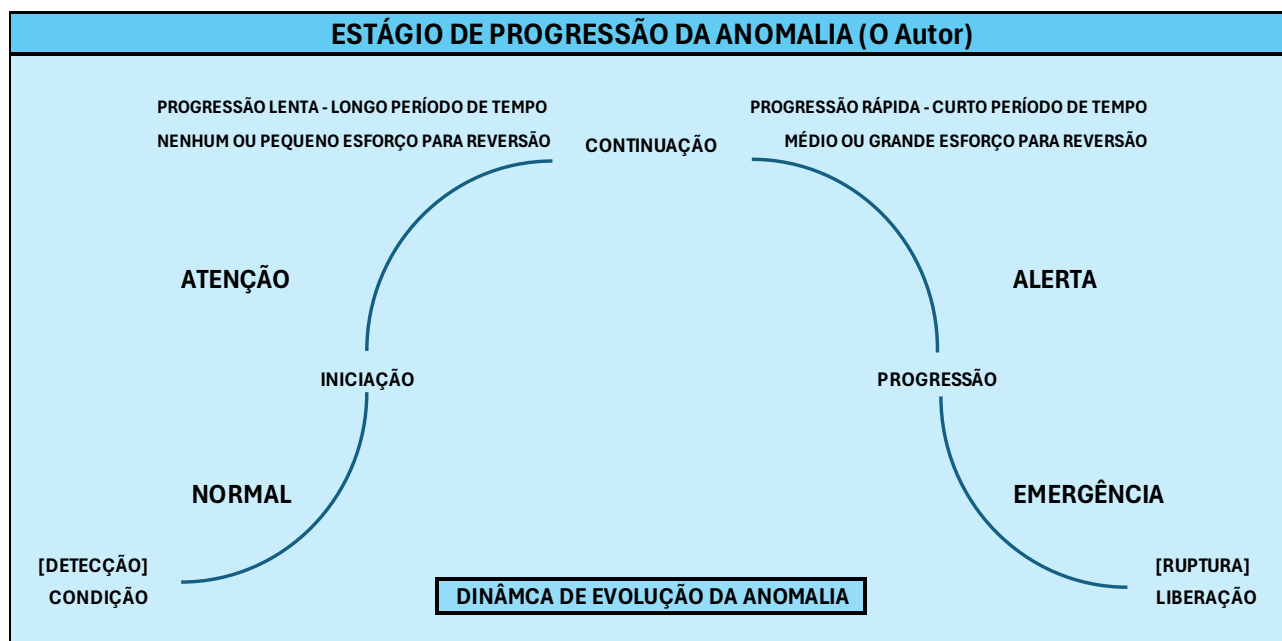 ESTÁGIO DE PROGRESSÃO DA ANOMALIA (O Autor)
PROGRESSÃO LENTA - LONGO PERÍODO DE TEMPO
NENHUM OU PEQUENO ESFORÇO PARA REVERSÃO
CONTINUAÇÃO
PROGRESSÃO RÁPIDA - CURTO PERÍODO DE TEMPO
MÉDIO OU GRANDE ESFORÇO PARA REVERSÃO
ATENÇÃO
ALERTA
INICIAÇÃO
PROGRESSÃO
NORMAL
EMERGÊNCIA
[DETECÇÃO]
CONDIÇÃO
DINÂMCA DE EVOLUÇÃO DA ANOMALIA
[RUPTURA]
LIBERAÇÃO